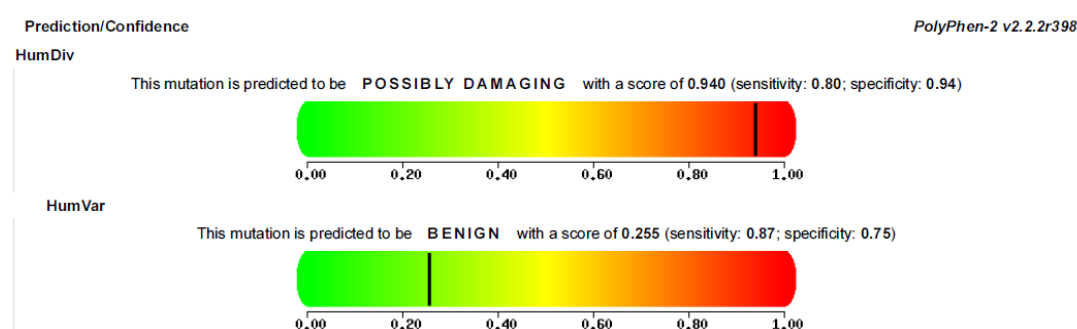 Prediction/Confidence PolyPhen-2 v2.2.2r398
HumDiv
This mutation is predicted to be POSSIBLY DAMAGING with a score of 0.940 (sensitivity: 0.80; specificity: 0.94)
0.00 0.20 0.40 0.60 0.80 1.00
HumVar
This mutation is predicted to be BENIGN with a score of 0.255 (sensitivity: 0.87; specificity: 0.75)
0.00 0.20 0.40 0.60 0.80 1.00